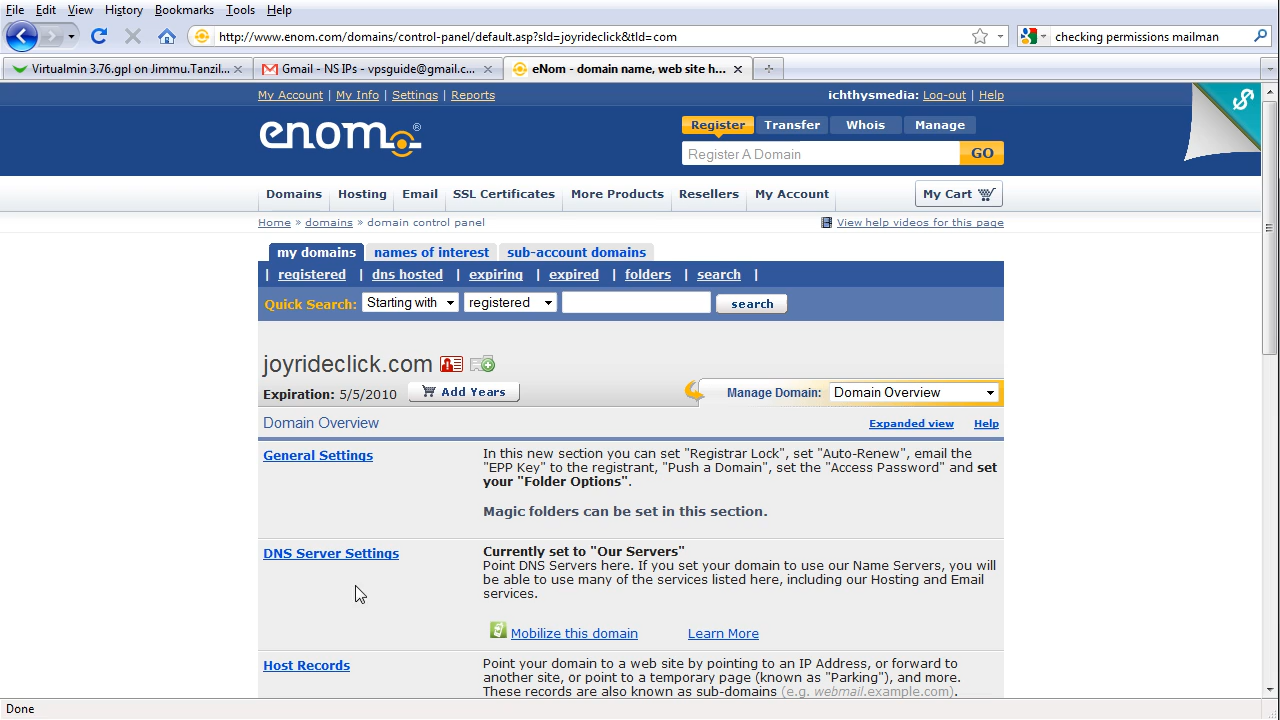 File Edit View History Bookmarks Tools Help
http://www.enom.com/domains/control-panel/default.asp?sld=joyrideclick&tld=com
checking permissions mailman
Virtualmin 3.76.gpl on Jimmu.Tanzil...
Gmail - NS IPs - vpsguide@gmail.c...
eNom - domain name, web site h...
My Account | My Info | Settings | Reports
ichthysmedia: Log-out | Help
enom®
Register Transfer Whois Manage
Register A Domain GO
Domains Hosting Email SSL Certificates More Products Resellers My Account My Cart
Home » domains » domain control panel
View help videos for this page
my domains names of interest sub-account domains
| registered | dns hosted | expiring | expired | folders | search |
Quick Search: Starting with registered search
joyrideclick.com
Expiration: 5/5/2010 Add Years
Manage Domain: Domain Overview
Domain Overview
Expanded view Help
General Settings
In this new section you can set "Registrar Lock", set "Auto-Renew", email the
"EPP Key" to the registrant, "Push a Domain", set the "Access Password" and set
your "Folder Options".
Magic folders can be set in this section.
DNS Server Settings
Currently set to "Our Servers"
Point DNS Servers here. If you set your domain to use our Name Servers, you will
be able to use many of the services listed here, including our Hosting and Email
services.
Mobilize this domain Learn More
Host Records
Point your domain to a web site by pointing to an IP Address, or forward to
another site, or point to a temporary page (known as "Parking"), and more.
These records are also known as sub-domains (e.g. webmail.example.com).
Done